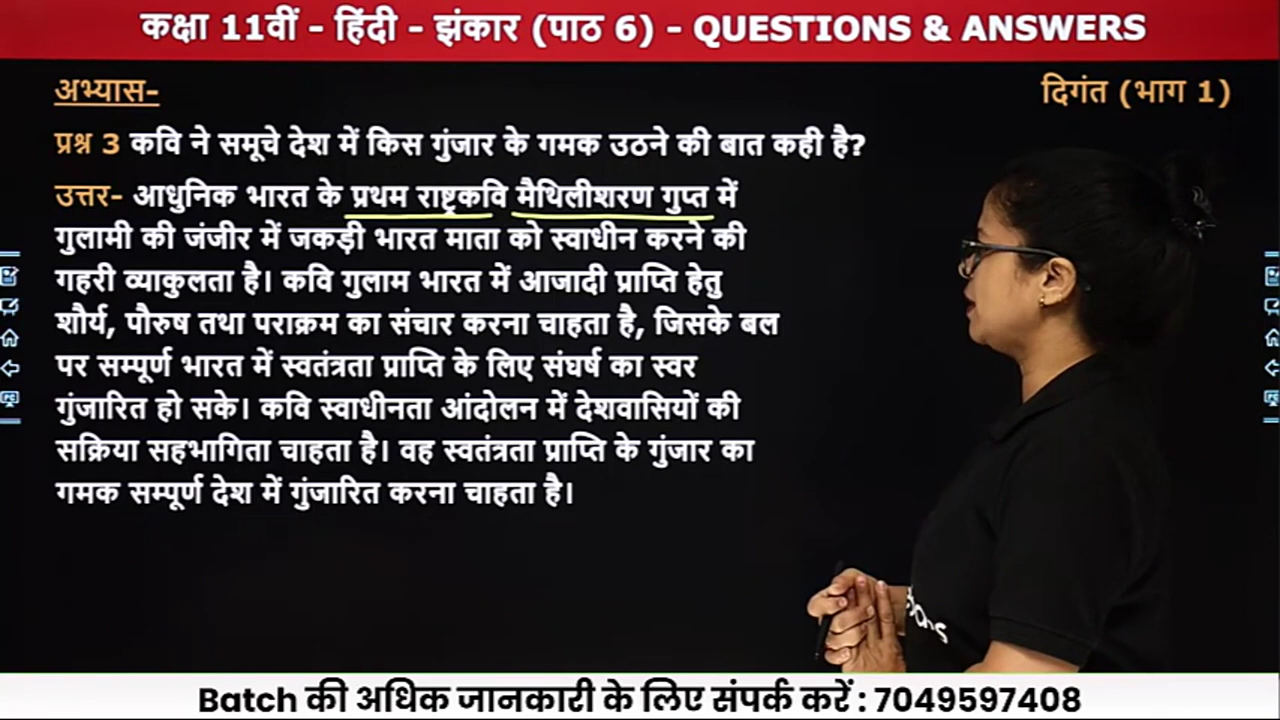 कक्षा 11वीं - हिंदी - झंकार (पाठ 6) - QUESTIONS & ANSWERS
अभ्यास-
दिगंत (भाग 1)
प्रश्न 3 कवि ने समूचे देश में किस गुंजार के गमक उठने की बात कही है?
उत्तर- आधुनिक भारत के प्रथम राष्ट्रकवि मैथिलीशरण गुप्त में
गुलामी की जंजीर में जकड़ी भारत माता को स्वाधीन करने की
गहरी व्याकुलता है। कवि गुलाम भारत में आजादी प्राप्ति हेतु
शौर्य, पौरुष तथा पराक्रम का संचार करना चाहता है, जिसके बल
पर सम्पूर्ण भारत में स्वतंत्रता प्राप्ति के लिए संघर्ष का स्वर
गुंजारित हो सके। कवि स्वाधीनता आंदोलन में देशवासियों की
सक्रिया सहभागिता चाहता है। वह स्वतंत्रता प्राप्ति के गुंजार का
गमक सम्पूर्ण देश में गुंजारित करना चाहता है।
Batch की अधिक जानकारी के लिए संपर्क करें : 7049597408